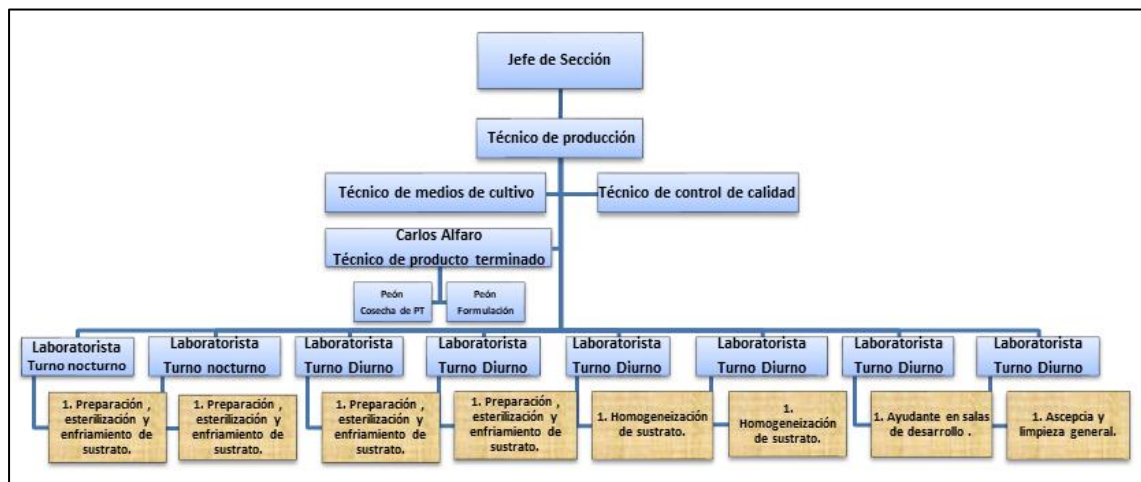 Jefe de Sección
Técnico de producción
Técnico de medios de cultivo
Técnico de control de calidad
Carlos Alfaro
Técnico de producto terminado
Peón
Cosecha de PT
Peón
Formulación
Laboratorista
Turno nocturno
Laboratorista
Turno nocturno
Laboratorista
Turno Diurno
Laboratorista
Turno Diurno
Laboratorista
Turno Diurno
Laboratorista
Turno Diurno
Laboratorista
Turno Diurno
Laboratorista
Turno Diurno
1. Preparación ,
esterilización y
enfriamiento de
sustrato.
1. Preparación ,
esterilización y
enfriamiento de
sustrato.
1. Preparación ,
esterilización y
enfriamiento de
sustrato.
1. Preparación ,
esterilización y
enfriamiento de
sustrato.
1. Homogeneización
de sustrato.
1.
Homogeneización
de sustrato.
1. Ayudante en salas
de desarrollo .
1. Ascepcia y
limpieza general.